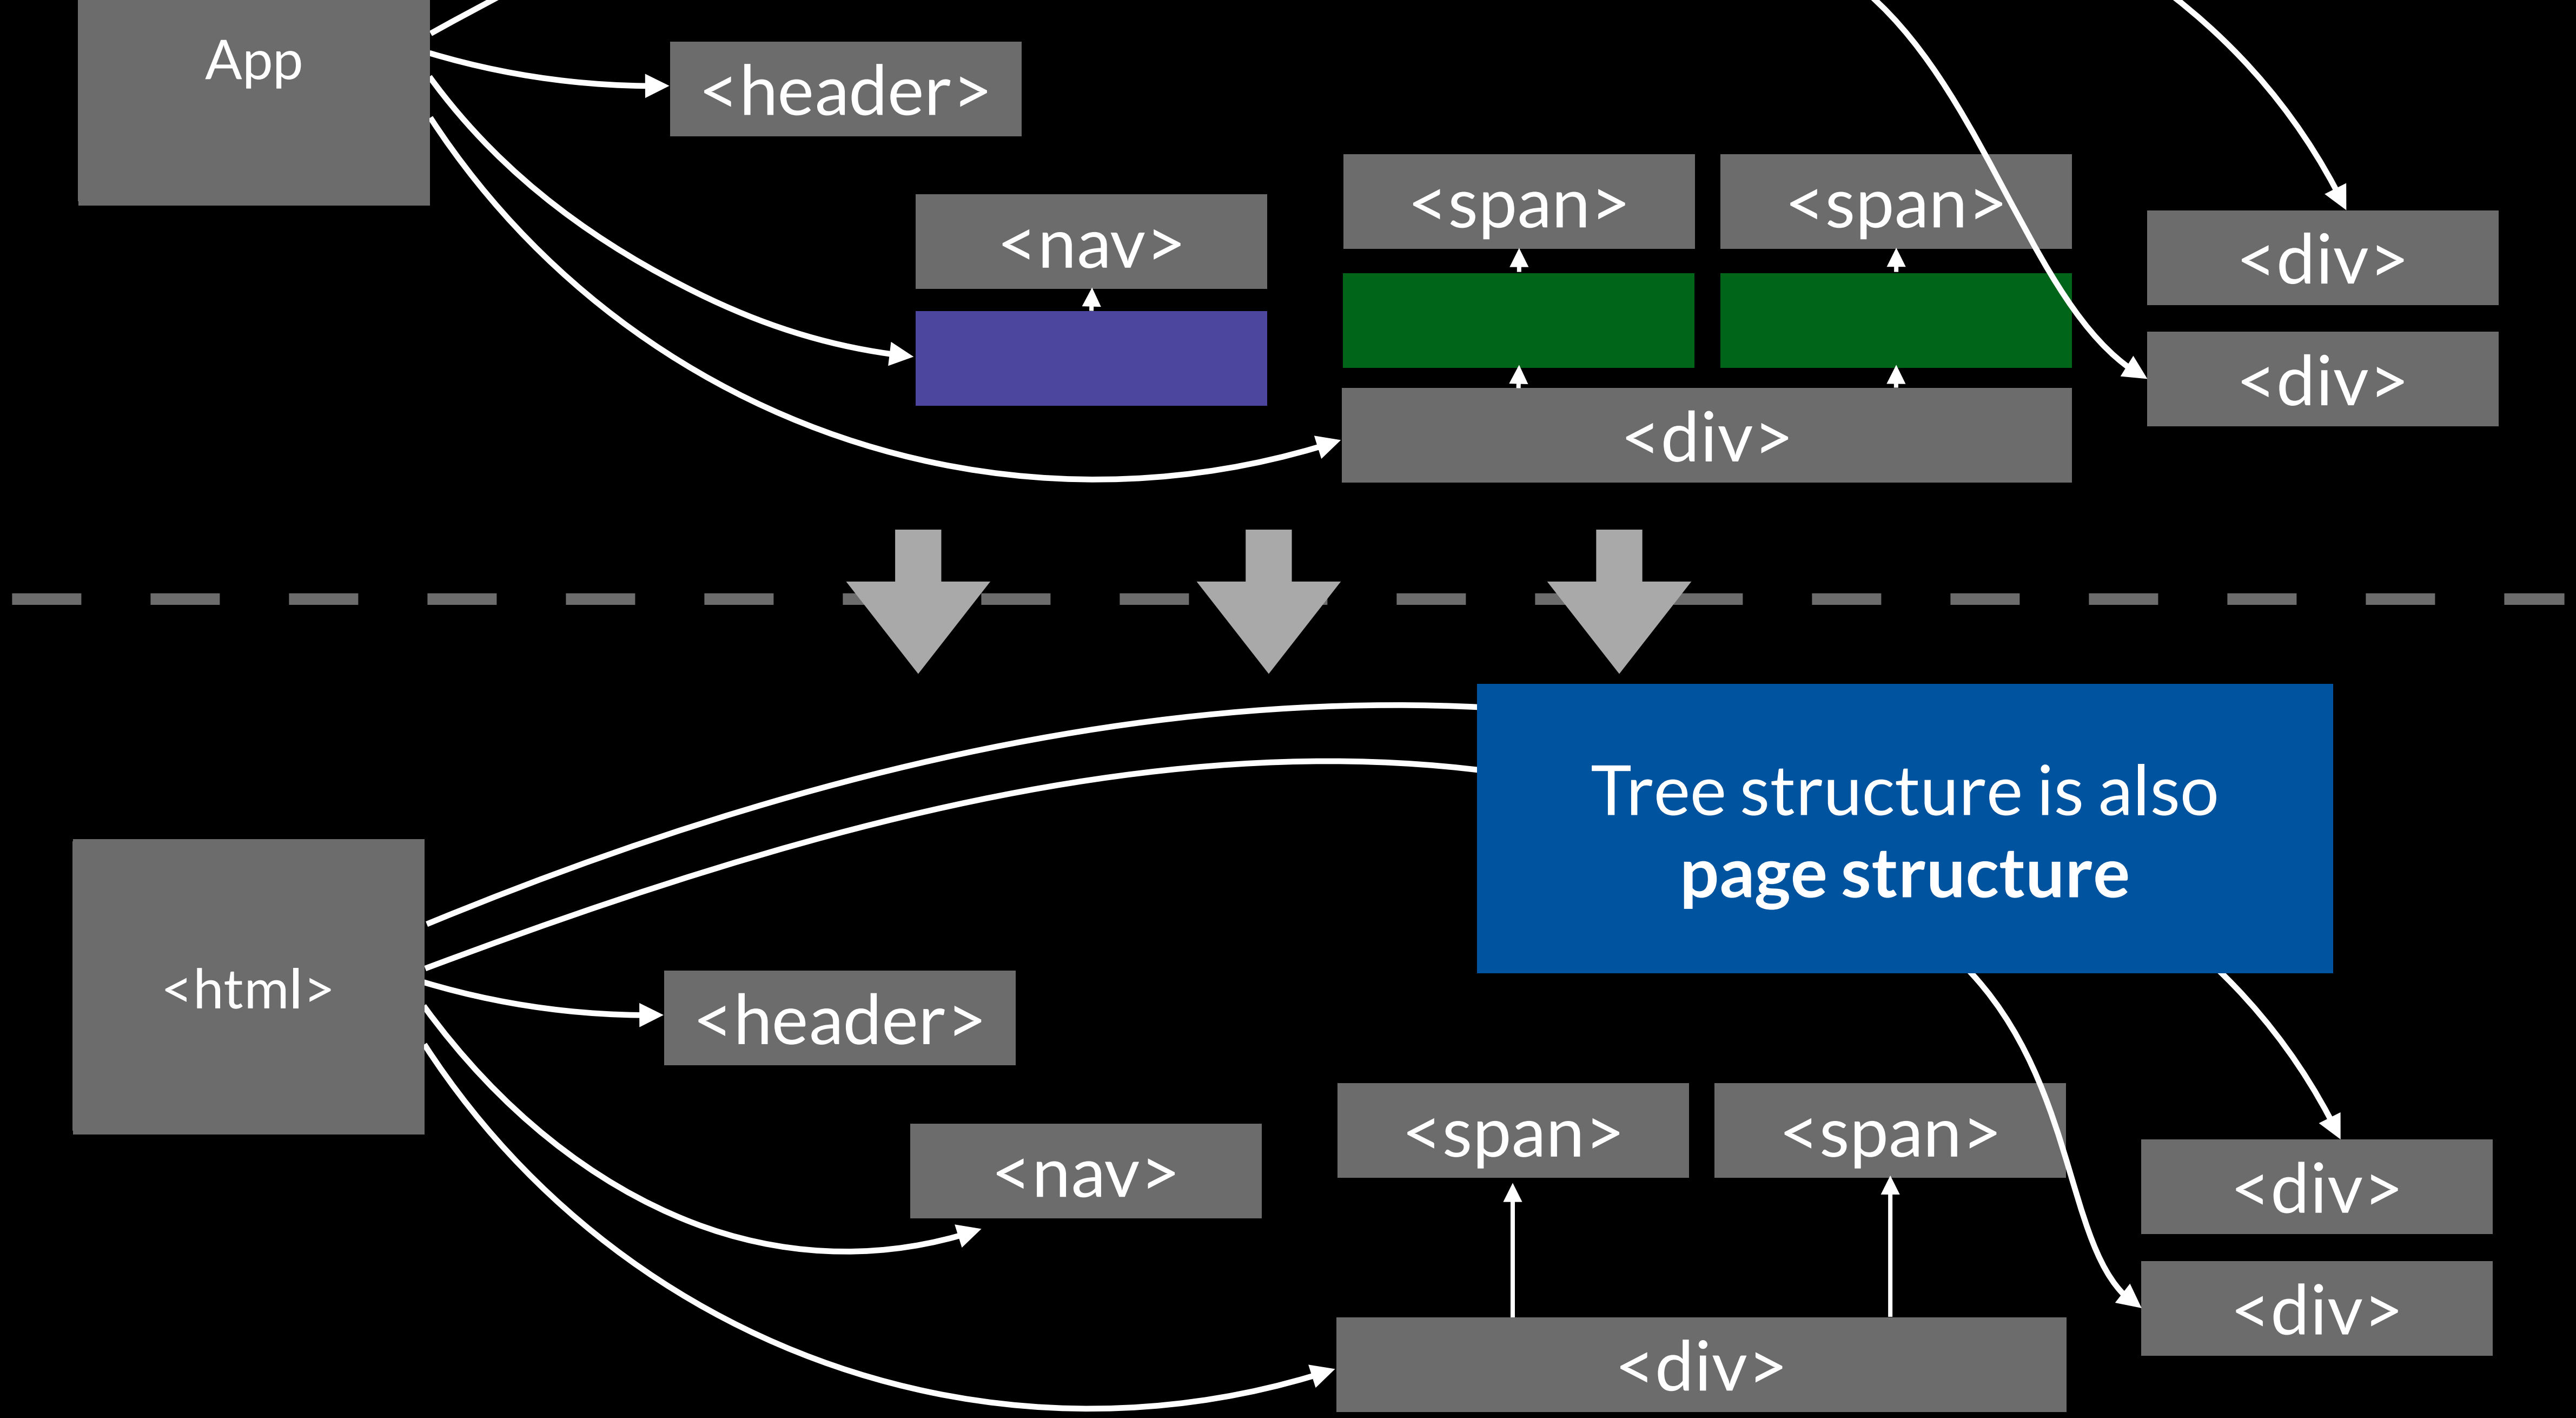 App
<header>
<span>
<span>
<nav>
<div>
<div>
<div>
Tree structure is also
page structure
<html>
<header>
<span>
<span>
<nav>
<div>
<div>
<div>